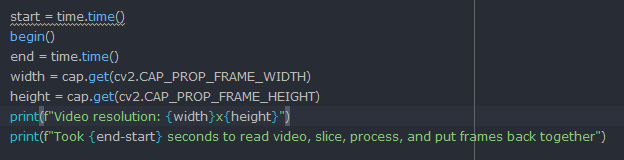 start = time.time()
begin()
end = time.time()
width = cap.get(cv2.CAP_PROP_FRAME_WIDTH)
height = cap.get(cv2.CAP_PROP_FRAME_HEIGHT)
print(f"Video resolution: {width}x{height}")
print(f"Took {end-start} seconds to read video, slice, process, and put frames back together")